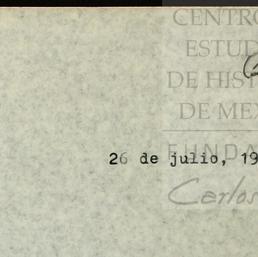 CENTRO
ESTUD
DE HIST
DE MEX
26 de julio, 19
FUNDA
Carlos